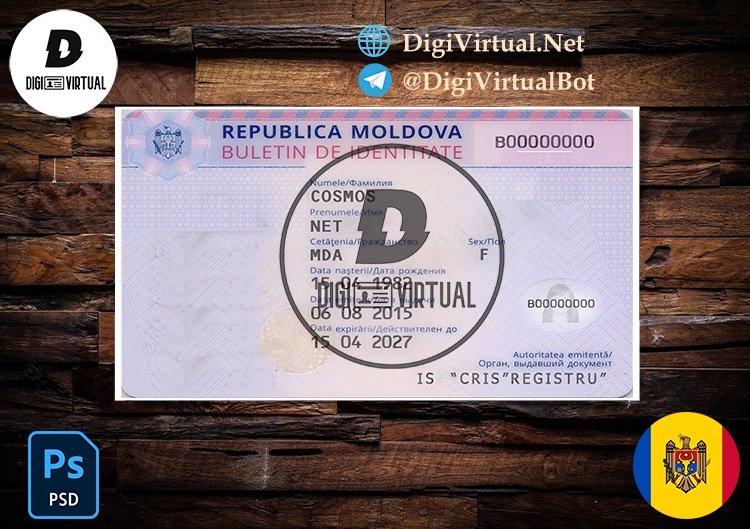 DigiVirtual.Net
DIGI VIRTUAL
@DigiVirtualBot
REPUBLICA MOLDOVA
BULETIN DE IDENTITATE
B00000000
Numele/Фамилия
COSMOS
Prenumele/Имя
NET
Cetăţenia/Гражданство
Sex/Пол
MDA
F
Data naşterii/Дата рождения
15 04 1982
DIGI VIRTUAL
B00000000
06 08 2015
Data expirării/Действителен до
15 04 2027
Autoritatea emitentă/
Орган, выдавший документ
IS “CRIS”REGISTRU”
Ps
PSD